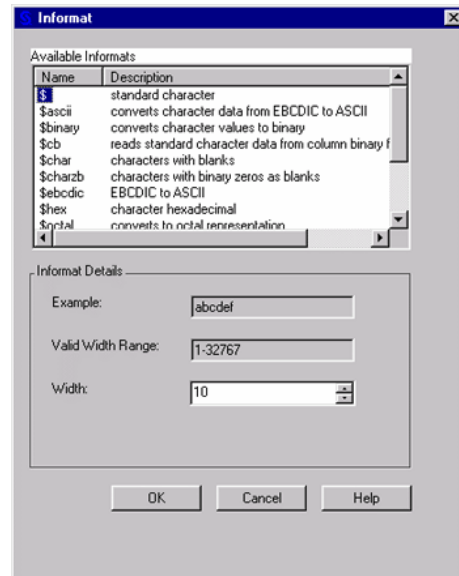 Informat
Available Informats
Name Description
$ standard character
$ascii converts character data from EBCDIC to ASCII
$binary converts character values to binary
$cb reads standard character data from column binary f
$char characters with blanks
$charzb characters with binary zeros as blanks
$ebcdic EBCDIC to ASCII
$hex character hexadecimal
$octal converts to octal representation
Informat Details
Example: abcdef
Valid Width Range: 1-32767
Width: 10
OK Cancel Help